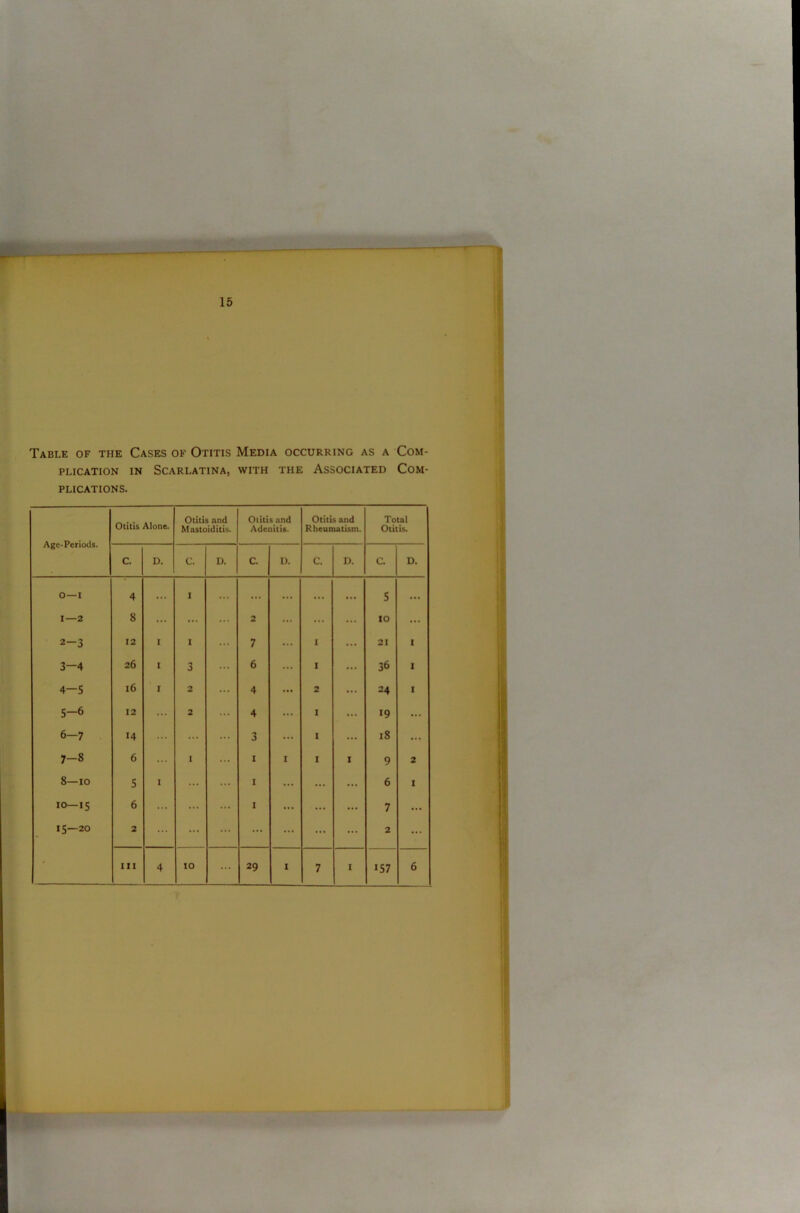 15
TABLE OF THE CASES OF OTITIS MEDIA OCCURRING AS A COM-
PLICATION IN SCARLATINA, WITH THE ASSOCIATED COM-
PLICATIONS.
Age-Periods. Otitis Alone. Otitis and Mastoiditis. Otitis and Adenitis. Otitis and Rheumatism. Total Otitis.
C. D. C. D. C. D. C. D. C. D.
0—1 4 ... 1 ... ... ... ... ... 5 ...
1—2 8 ... ... ... 2 ... ... ... 10 ...
2—3 12 1 1 ... 7 ... 1 ... 21 1
3—4 26 1 3 ... 6 ... 1 ... 36 1
4—5 16 1 2 ... 4 ... 2 ... 24 1
5—6 12 ... 2 ... 4 ... 1 ... 19 ...
6—7 14 ... ... ... 3 ... 1 ... 18 ...
7—8 6 ... 1 ... 1 1 1 1 9 2
8—10 5 1 ... ... 1 ... ... ... 6 1
10—15 6 ... ... ... 1 ... ... ... 7 ...
15—20 2 ... ... ... ... ... ... ... 2 ...
111 4 10 ... 29 1 7 1 157 6